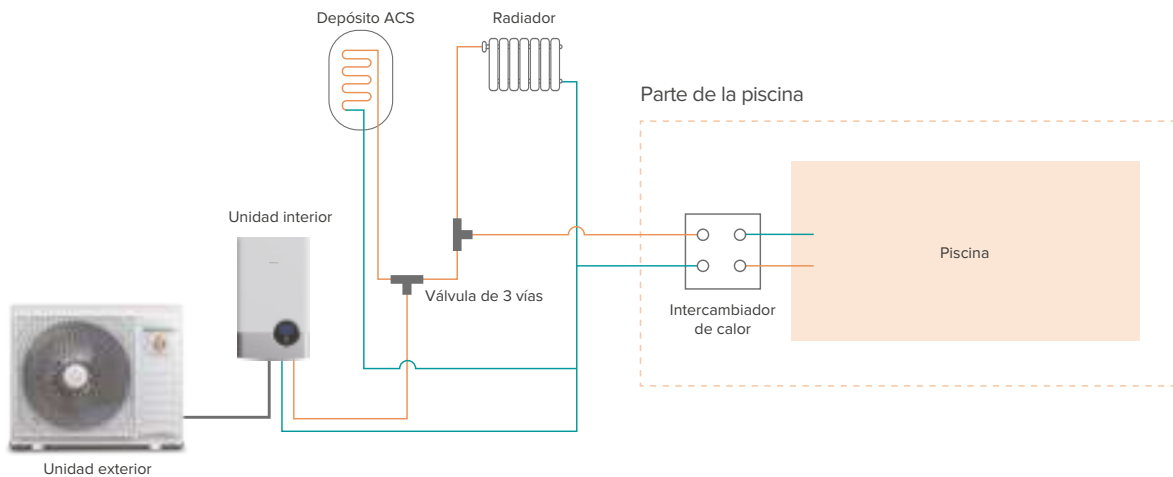 Depósito ACS
Radiador
Parte de la piscina
Unidad interior
Piscina
Válvula de 3 vías
Intercambiador
de calor
Unidad exterior